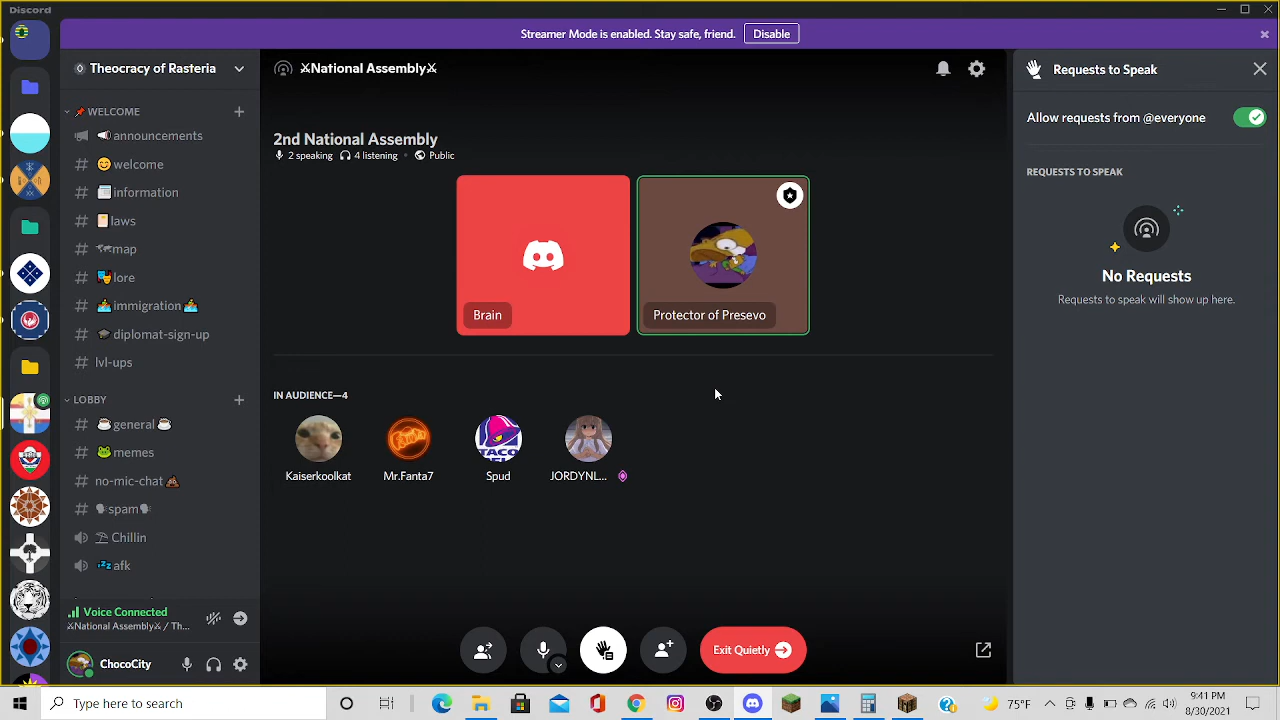 Discord
Streamer Mode is enabled. Stay safe, friend. Disable
Theocracy of Rasteria
WELCOME
announcements
welcome
information
laws
map
lore
immigration
diplomat-sign-up
lvl-ups
LOBBY
general
memes
no-mic-chat
spam
Chillin
afk
Voice Connected
⚔National Assembly⚔ / Th...
ChocoCity
⚔National Assembly⚔
2nd National Assembly
2 speaking 4 listening • Public
Brain
Protector of Presevo
IN AUDIENCE—4
TACO
Kaiserkoolkat Mr.Fanta7 Spud JORDYNL...
Exit Quietly
Requests to Speak
Allow requests from @everyone
REQUESTS TO SPEAK
No Requests
Requests to speak will show up here.
Type here to search
75°F
9:41 PM
8/30/2021